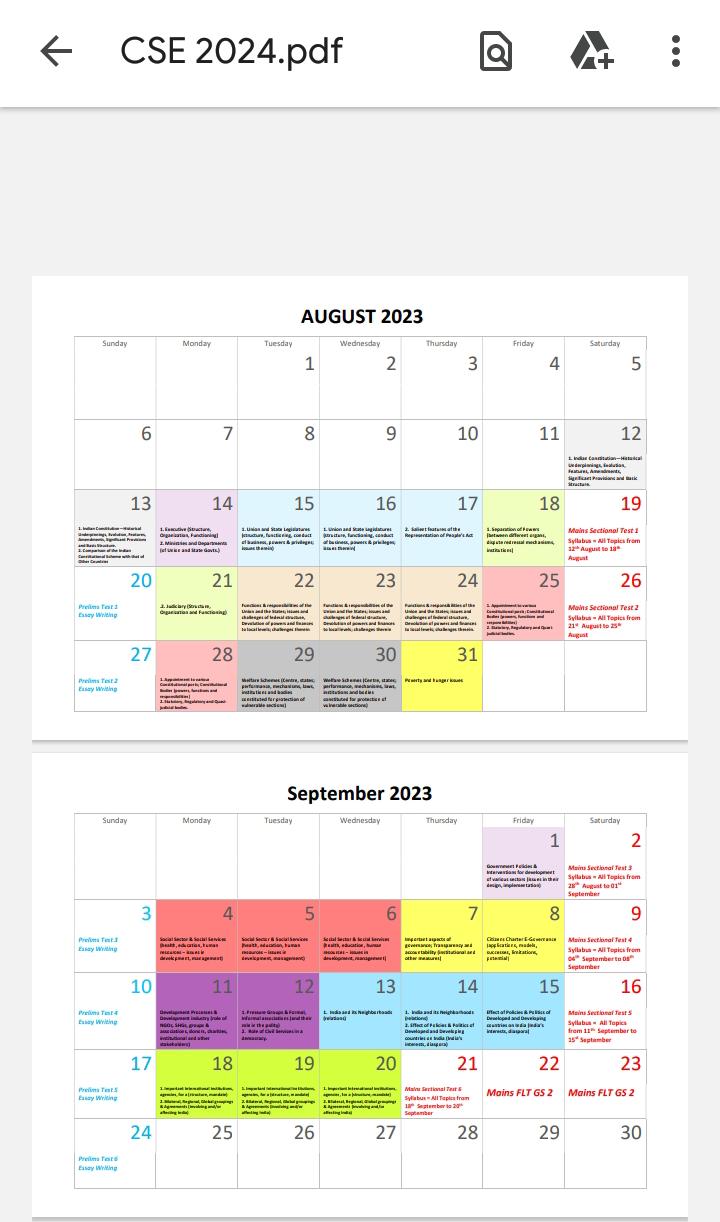 CSE 2024.pdf
AUGUST 2023
Sunday Monday Tuesday Wednesday Thursday Friday Saturday
1 2 3 4 5
6 7 8 9 10 11 12
1. Indian Constitution—Historical
Underpinnings, Evolution,
Features, Amendments,
Significant Provisions and Basic
Structure.
13 14 15 16 17 18 19
1. Indian Constitution—Historical
Underpinnings, Evolution, Features,
Amendments, Significant Provisions
and Basic Structure.
2. Comparison of the Indian
Constitutional Scheme with that of
Other Countries
1. Executive (Structure,
Organization, Functioning)
2. Ministries and Departments
(of Union and State Govts.)
1. Union and State Legislatures
(structure, functioning, conduct
of business, powers & privileges;
issues therein)
1. Union and State Legislatures
(structure, functioning, conduct
of business, powers & privileges;
issues therein)
2. Salient features of the
Representation of People's Act
1. Separation of Powers
(between different organs,
dispute redressal mechanisms,
institutions)
Mains Sectional Test 1
Syllabus = All Topics from
12th August to 18th
August
20 21 22 23 24 25 26
Prelims Test 1
Essay Writing
.2. Judiciary (Structure,
Organization and Functioning)
Functions & responsibilities of the
Union and the States; issues and
challenges of federal structure,
Devolution of powers and finances
to local levels; challenges therein.
Functions & responsibilities of the
Union and the States; issues and
challenges of federal structure,
Devolution of powers and finances
to local levels; challenges therein
Functions & responsibilities of the
Union and the States; issues and
challenges of federal structure,
Devolution of powers and finances
to local levels; challenges therein.
1. Appointment to various
Constitutional posts; Constitutional
Bodies (powers, functions and
responsibilities)
2. Statutory, Regulatory and Quasi-
judicial bodies.
Mains Sectional Test 2
Syllabus = All Topics from
21st August to 25th
August
27 28 29 30 31
Prelims Test 2
Essay Writing
1. Appointment to various
Constitutional posts; Constitutional
Bodies (powers, functions and
responsibilities)
2. Statutory, Regulatory and Quasi-
judicial bodies.
Welfare Schemes (Centre, states;
performance, mechanisms, laws,
institutions and bodies
constituted for protection of
vulnerable sections)
Welfare Schemes (Centre, states;
performance, mechanisms, laws,
institutions and bodies
constituted for protection of
vulnerable sections)
Poverty and hunger issues
September 2023
Sunday Monday Tuesday Wednesday Thursday Friday Saturday
1 2
Government Policies &
Interventions for development
of various sectors (issues in their
design, implementation)
Mains Sectional Test 3
Syllabus = All Topics from
28th August to 01st
September
3 4 5 6 7 8 9
Prelims Test 3
Essay Writing
Social Sector & Social Services
(health, education, human
resources – issues in
development, management)
Social Sector & Social Services
(health, education, human
resources – issues in
development, management)
Social Sector & Social Services
(health, education, human
resources – issues in
development, management)
Important aspects of
governance; Transparency and
accountability (institutional and
other measures)
Citizens Charter E-Governance
(applications, models,
successes, limitations,
potential)
Mains Sectional Test 4
Syllabus = All Topics from
04th September to 08th
September
10 11 12 13 14 15 16
Prelims Test 4
Essay Writing
Development Processes &
Development industry (role of
NGOs, SHGs, groups &
associations, donors, charities,
institutional and other
stakeholders)
1. Pressure Groups & Formal,
Informal associations (and their
role in the polity)
2. Role of Civil Services in a
democracy.
1. India and its Neighborhoods
(relations)
1. India and its Neighborhoods
(relations)
2. Effect of Policies & Politics of
Developed and Developing
countries on India (India's
interests, diaspora)
Effect of Policies & Politics of
Developed and Developing
countries on India (India's
interests, diaspora)
Mains Sectional Test 5
Syllabus = All Topics
from 11th September to
15th September
17 18 19 20 21 22 23
Prelims Test 5
Essay Writing
1. Important International Institutions,
agencies, for a (structure, mandate)
2. Bilateral, Regional, Global groupings
& Agreements (involving and/or
affecting India)
1. Important International Institutions,
agencies, for a (structure, mandate)
2. Bilateral, Regional, Global groupings
& Agreements (involving and/or
affecting India)
1. Important International Institutions,
agencies, for a (structure, mandate)
2. Bilateral, Regional, Global groupings
& Agreements (involving and/or
affecting India)
Mains Sectional Test 6
Syllabus = All Topics from
18th September to 20th
September
Mains FLT GS 2
Mains FLT GS 2
24 25 26 27 28 29 30
Prelims Test 6
Essay Writing